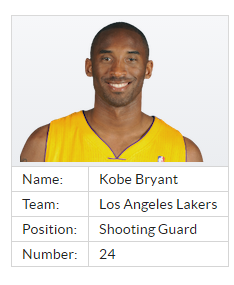 Name: Kobe Bryant
Team: Los Angeles Lakers
Position: Shooting Guard
Number: 24